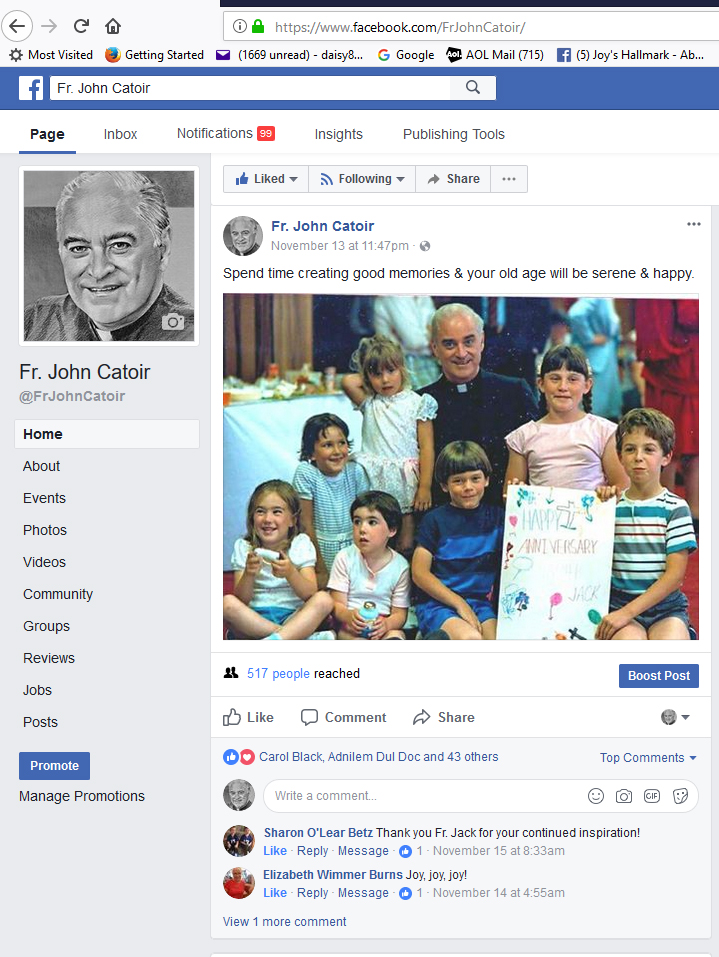 https://www.facebook.com/FrJohnCatoir/
Most Visited Getting Started (1669 unread) - daisy8... Google Aol. AOL Mail (715) (5) Joy's Hallmark - Ab...
Fr. John Catoir
Page Inbox Notifications 99 Insights Publishing Tools
Liked Following Share
Fr. John Catoir
@FrJohnCatoir
Home
About
Events
Photos
Videos
Community
Groups
Reviews
Jobs
Posts
Promote
Manage Promotions
Fr. John Catoir
November 13 at 11:47pm ·
Spend time creating good memories & your old age will be serene & happy.
HAPPY
ANNIVERSARY
JACK
517 people reached
Boost Post
Like Comment Share
Carol Black, Adnilem Dul Doc and 43 others
Top Comments
Write a comment...
GIF
Sharon O'Lear Betz Thank you Fr. Jack for your continued inspiration!
Like · Reply · Message · 1 · November 15 at 8:33am
Elizabeth Wimmer Burns Joy, joy, joy!
Like · Reply · Message · 1 · November 14 at 4:55am
View 1 more comment